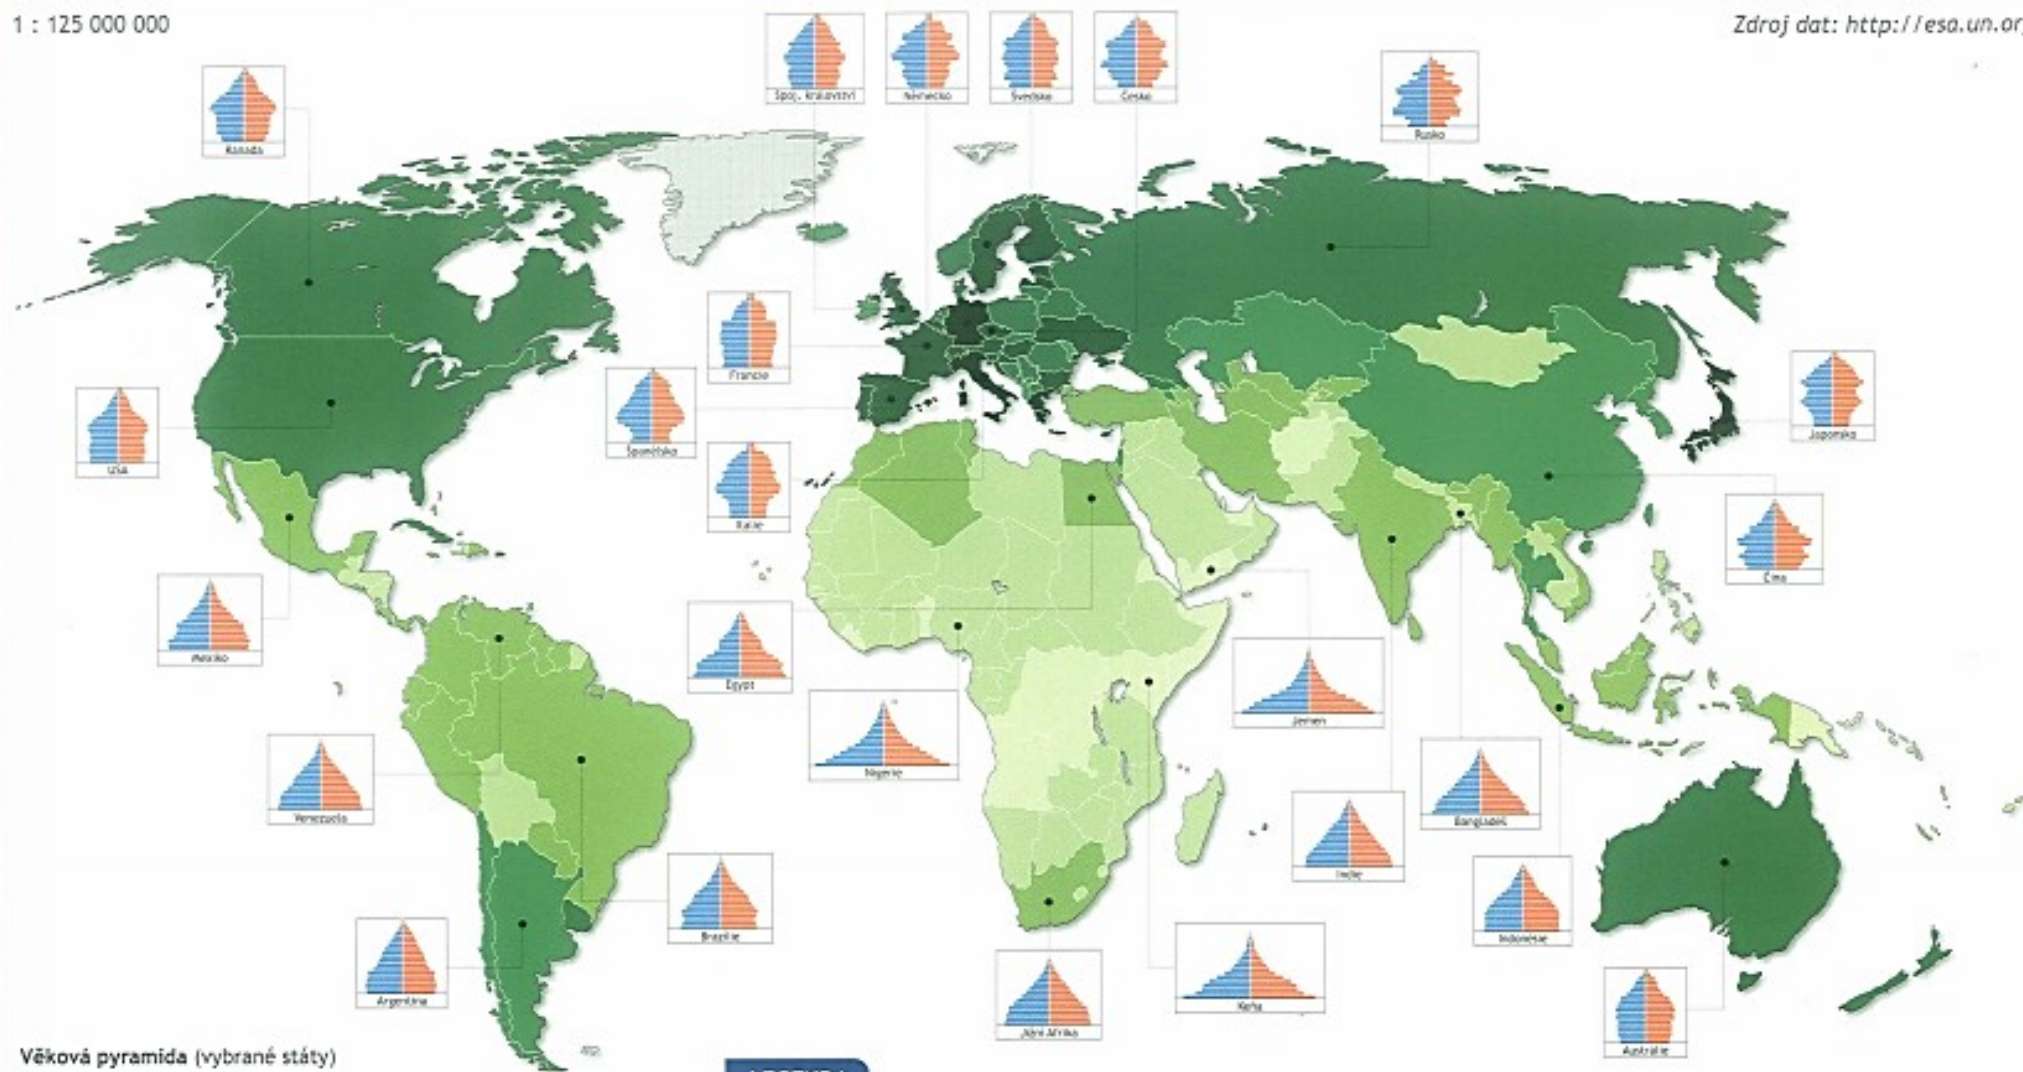 1 : 125 000 000
Zdroj dat: http://esa.un.or
Spoj. království
Německo
Švédsko
Česko
Rusko
Kanada
Francie
Španělsko
Japonsko
USA
Itálie
Čína
Mexiko
Egypt
Jemen
Nigérie
Venezuela
Bangladéš
Indie
Brazílie
Indonésie
Argentina
Keňa
Jižní Afrika
Austrálie
Věková pyramida (vybrané státy)